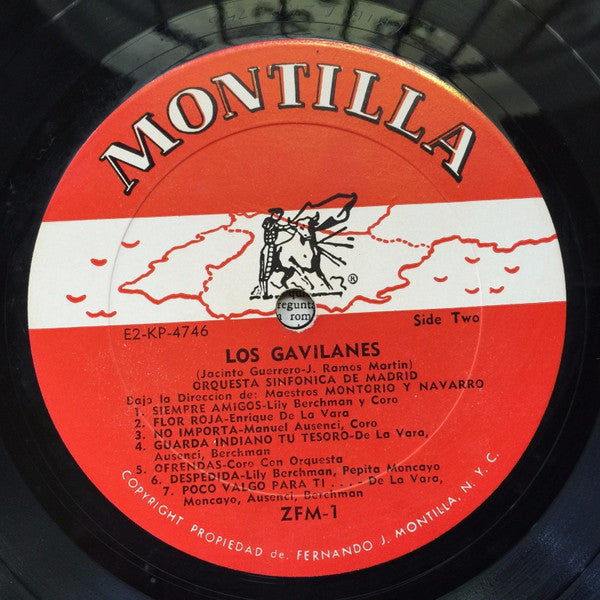 MONTILLA
®
regunt
rom
E2-KP-4746
Side Two
LOS GAVILANES
(Jacinto Guerrero-J. Ramos Martin)
ORQUESTA SINFONICA DE MADRID
Bajo la Direccion de: Maestros MONTORIO Y NAVARRO
1. SIEMPRE AMIGOS-Lily Berchman y Coro
2. FLOR ROJA-Enrique De La Vara
3. NO IMPORTA-Manuel Ausenci, Coro
4. GUARDA INDIANO TU TESORO-De La Vara,
Ausenci, Berchman
5. OFRENDAS-Coro Con Orquesta
6. DESPEDIDA-Lily Berchman, Pepita Moncayo
7. POCO VALGO PARA TI . . . - De La Vara,
Moncayo, Ausenci, Berchman
ZFM-1
COPYRIGHT PROPIEDAD de. FERNANDO J. MONTILLA, N. Y. C.